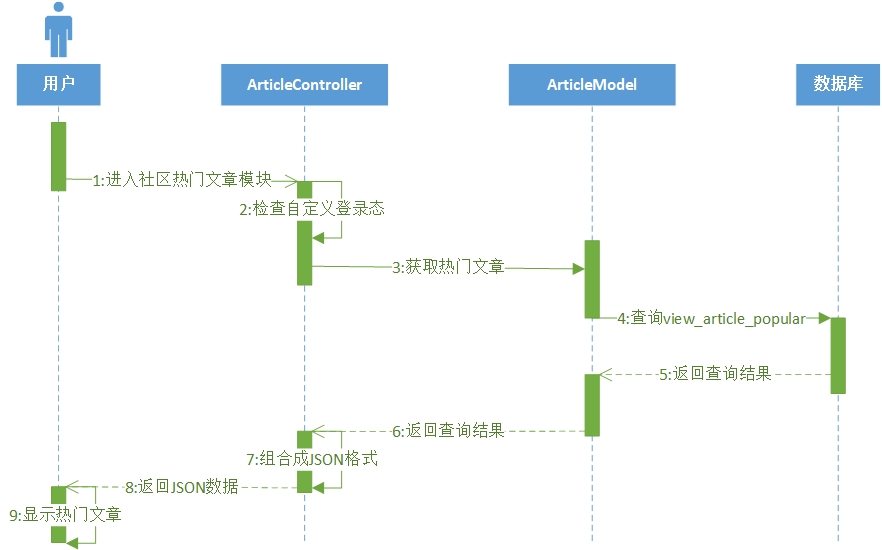 用户
ArticleController
ArticleModel
数据库
1:进入社区热门文章模块
2:检查自定义登录态
3:获取热门文章
4:查询view_article_popular
5:返回查询结果
6:返回查询结果
7:组合成JSON格式
8:返回JSON数据
9:显示热门文章